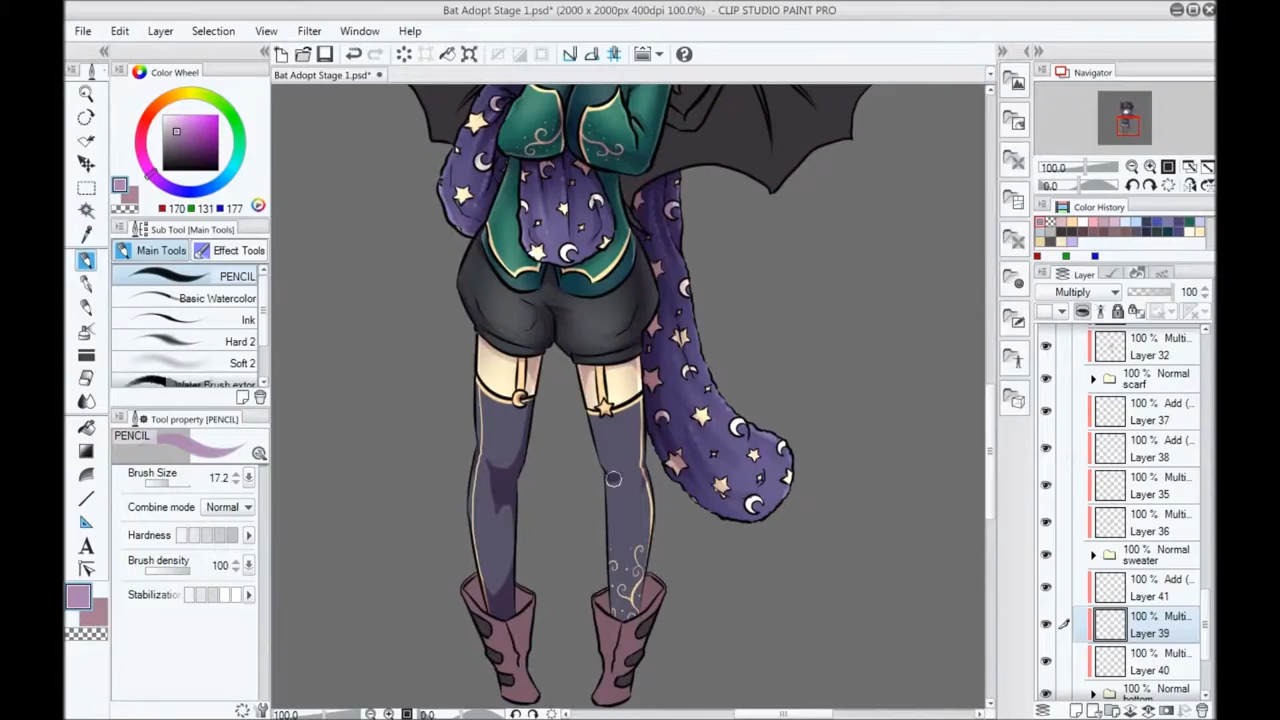 Bat Adopt Stage 1.psd* (2000 x 2000px 400dpi 100.0%) - CLIP STUDIO PAINT PRO
File Edit Layer Selection View Filter Window Help
Color Wheel
Bat Adopt Stage 1.psd*
Navigator
100.0
0.0
170 131 177
Color History
Sub Tool [Main Tools]
Main Tools Effect Tools
PENCIL
Basic Watercolor
Ink
Hard 2
Soft 2
Layer
Multiply 100
100 % Multi...
Layer 32
100 % Normal
scarf
100 % Add (
Layer 37
100 % Add (
Layer 38
100 % Multi...
Layer 35
100 % Multi...
Layer 36
100 % Normal
sweater
100 % Add (
Layer 41
100 % Multi...
Layer 39
100 % Multi...
Layer 40
100 % Normal
Tool property [PENCIL]
PENCIL
Brush Size 17.2
Combine mode Normal
Hardness
Brush density 100
Stabilization
A
100.0 0.0